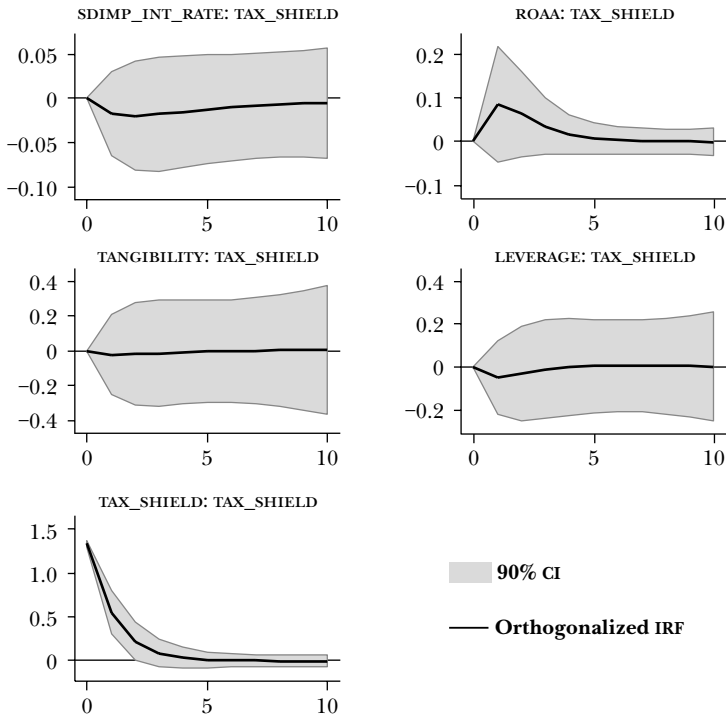 SDIMP_INT_RATE: TAX_SHIELD
0.05
0
−0.05
−0.10
0 5 10
ROAA: TAX_SHIELD
0.2
0.1
0
−0.1
0 5 10
TANGIBILITY: TAX_SHIELD
0.4
0.2
0
−0.2
−0.4
0 5 10
LEVERAGE: TAX_SHIELD
0.4
0.2
0
−0.2
0 5 10
TAX_SHIELD: TAX_SHIELD
1.5
1.0
0.5
0
0 5 10
90% CI
Orthogonalized IRF